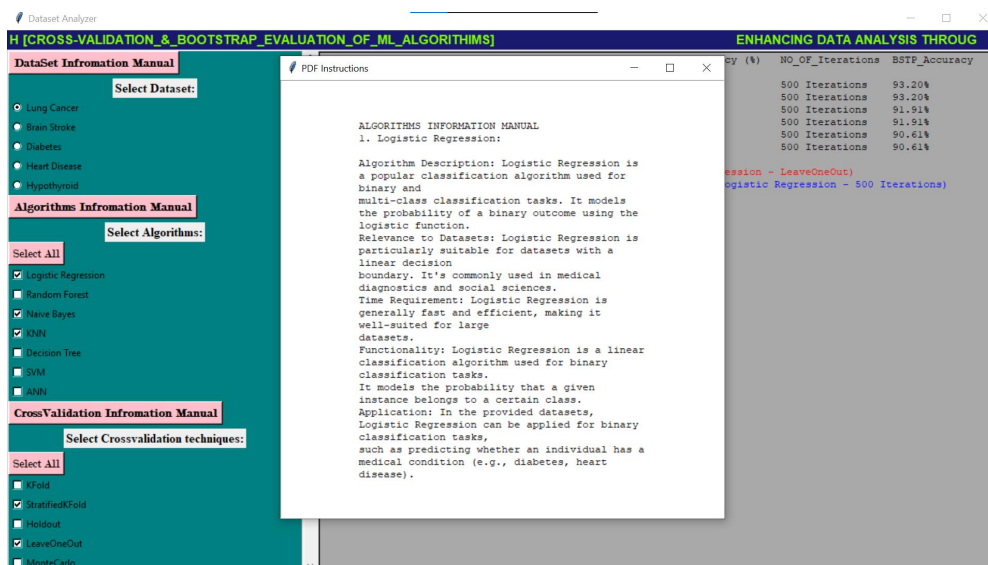 Dataset Analyzer
H [CROSS-VALIDATION_&_BOOTSTRAP_EVALUATION_OF_ML_ALGORITHIMS]
ENHANCING DATA ANALYSIS THROUG
DataSet Infromation Manual
Select Dataset:
Lung Cancer
Brain Stroke
Diabetes
Heart Disease
Hypothyroid
Algorithms Infromation Manual
Select Algorithms:
Select All
Logistic Regression
Random Forest
Naive Bayes
KNN
Decision Tree
SVM
ANN
CrossValidation Infromation Manual
Select Crossvalidation techniques:
Select All
KFold
StratifiedKFold
Holdout
LeaveOneOut
MonteCarlo
PDF Instructions
ALGORITHMS INFORMATION MANUAL
1. Logistic Regression:
Algorithm Description: Logistic Regression is
a popular classification algorithm used for
binary and
multi-class classification tasks. It models
the probability of a binary outcome using the
logistic function.
Relevance to Datasets: Logistic Regression is
particularly suitable for datasets with a
linear decision
boundary. It's commonly used in medical
diagnostics and social sciences.
Time Requirement: Logistic Regression is
generally fast and efficient, making it
well-suited for large
datasets.
Functionality: Logistic Regression is a linear
classification algorithm used for binary
classification tasks.
It models the probability that a given
instance belongs to a certain class.
Application: In the provided datasets,
Logistic Regression can be applied for binary
classification tasks,
such as predicting whether an individual has a
medical condition (e.g., diabetes, heart
disease).
cy (%) NO_OF_Iterations BSTP_Accuracy
500 Iterations 93.20%
500 Iterations 93.20%
500 Iterations 91.91%
500 Iterations 91.91%
500 Iterations 90.61%
500 Iterations 90.61%
ession - LeaveOneOut)
ogistic Regression - 500 Iterations)